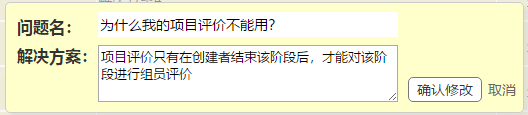 问题名： 为什么我的项目评价不能用?
解决方案： 项目评价只有在创建者结束该阶段后，才能对该阶
段进行组员评价
确认修改 取消